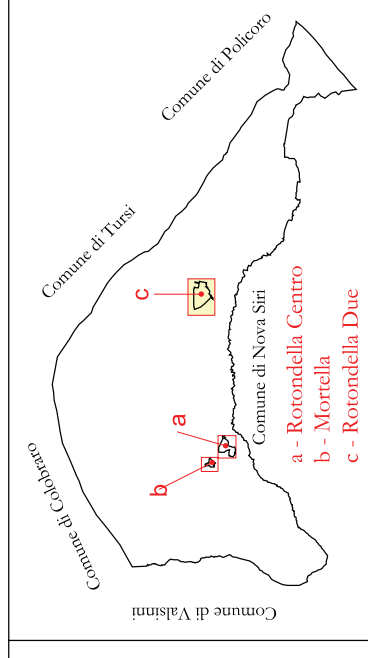 Comune di Policoro
Comune di Tursi
Comune di Colobraro
Comune di Valsinni
c
a
b
Comune di Nova Siri
a - Rotondella Centro
b - Mortella
c - Rotondella Due